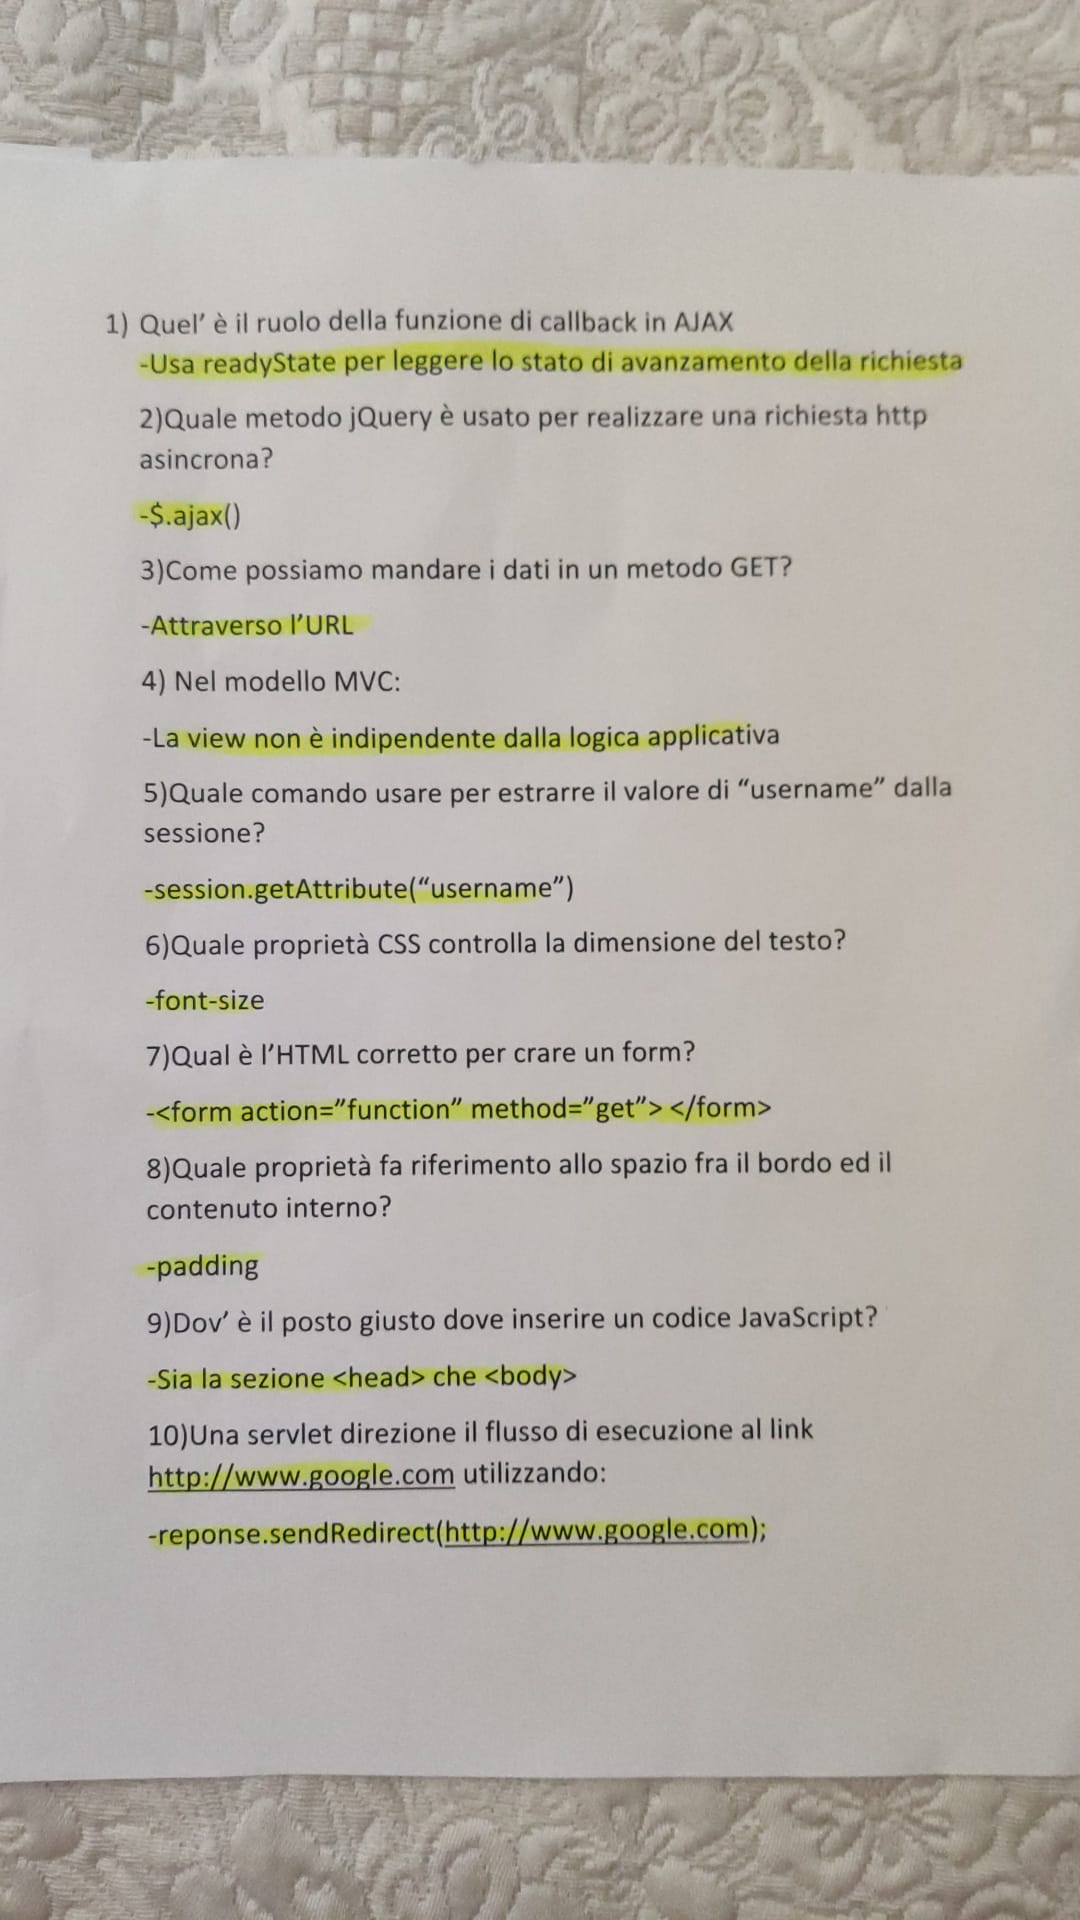 1) Quel’ è il ruolo della funzione di callback in AJAX
-Usa readyState per leggere lo stato di avanzamento della richiesta
2)Quale metodo jQuery è usato per realizzare una richiesta http
asincrona?
-$.ajax()
3)Come possiamo mandare i dati in un metodo GET?
-Attraverso l’URL
4) Nel modello MVC:
-La view non è indipendente dalla logica applicativa
5)Quale comando usare per estrarre il valore di “username” dalla
sessione?
-session.getAttribute(“username”)
6)Quale proprietà CSS controlla la dimensione del testo?
-font-size
7)Qual è l’HTML corretto per crare un form?
-<form action=”function” method=”get”> </form>
8)Quale proprietà fa riferimento allo spazio fra il bordo ed il
contenuto interno?
-padding
9)Dov’ è il posto giusto dove inserire un codice JavaScript?
-Sia la sezione <head> che <body>
10)Una servlet direzione il flusso di esecuzione al link
http://www.google.com utilizzando:
-reponse.sendRedirect(http://www.google.com);